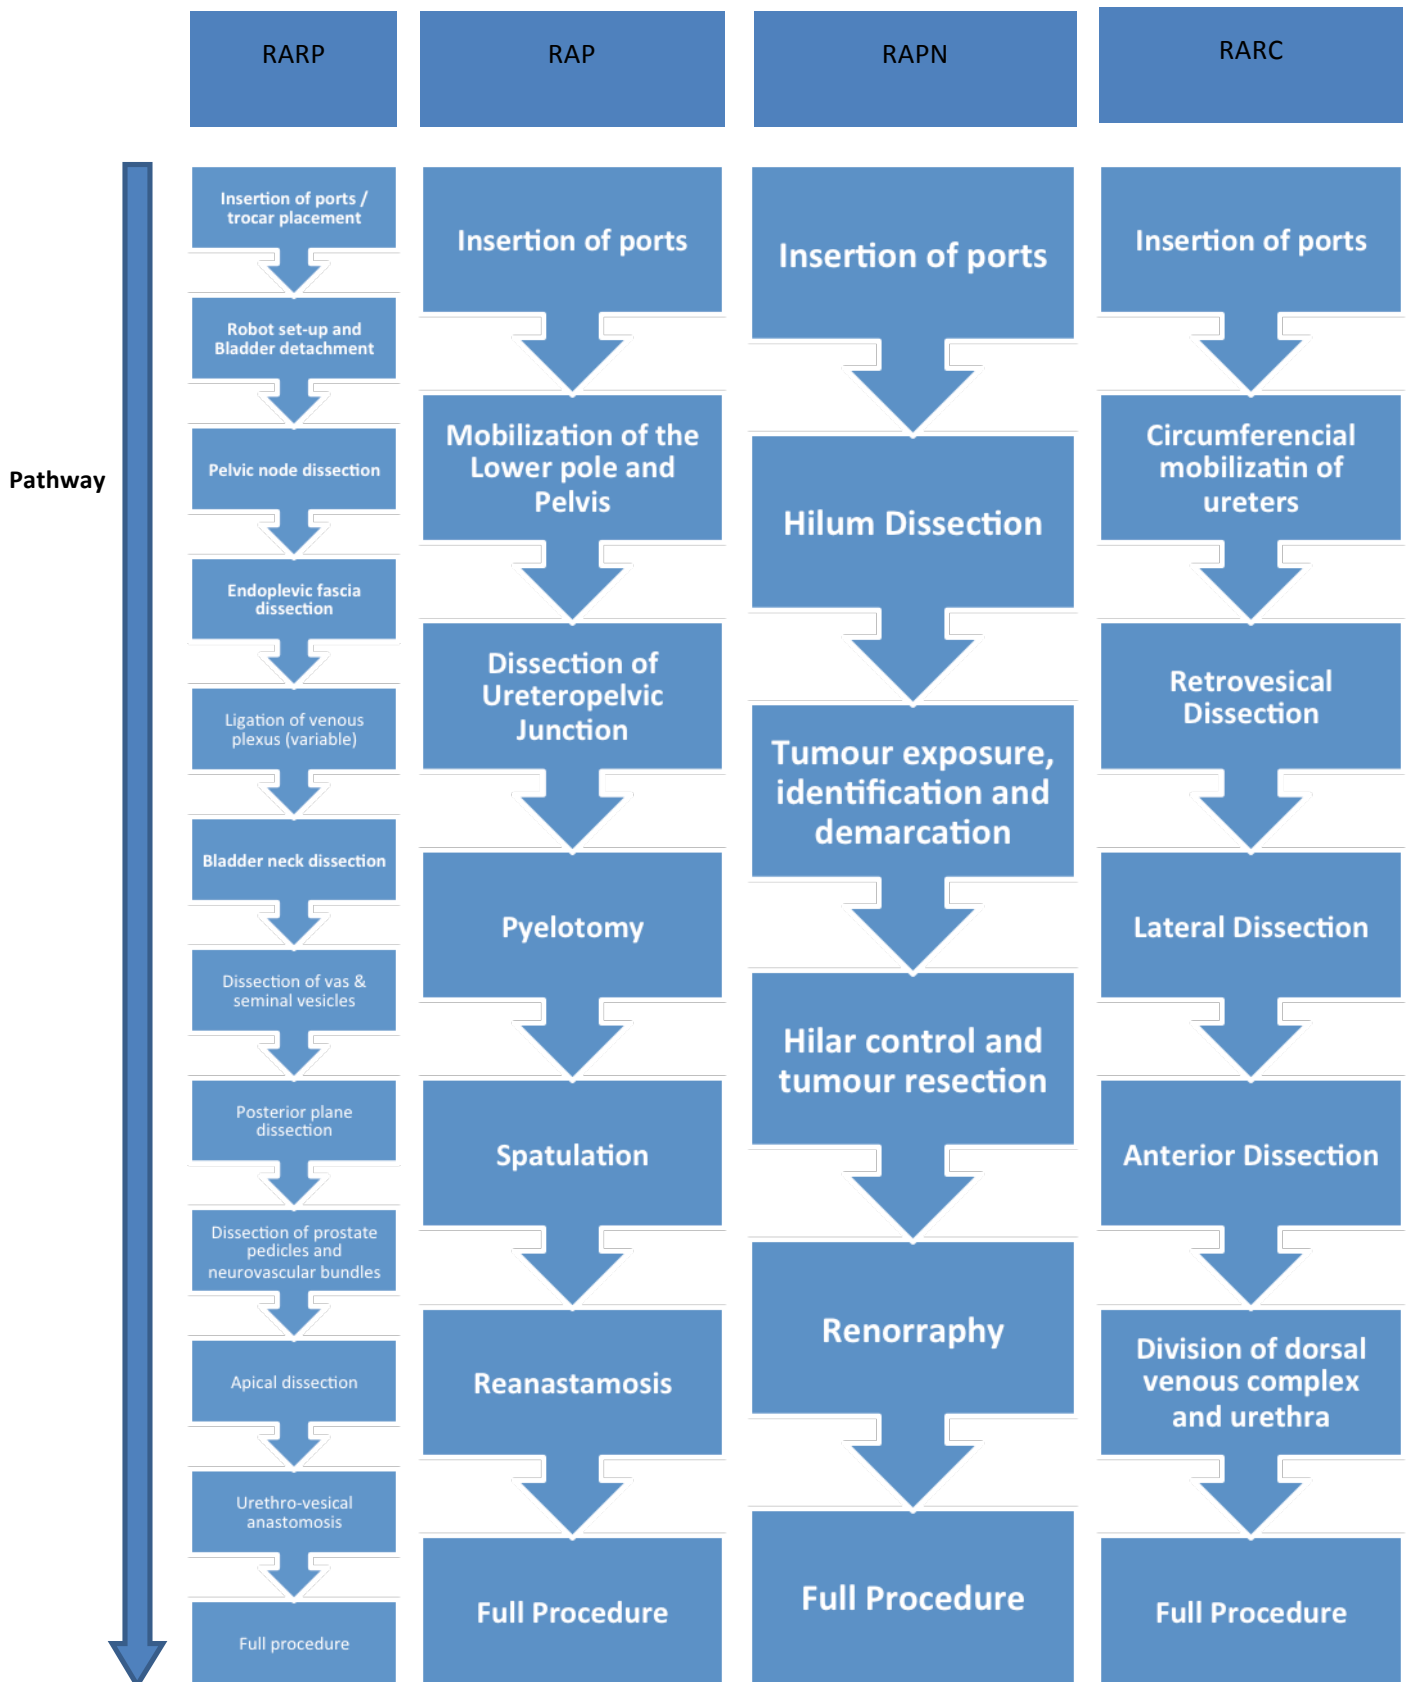 RARP
RAP
RAPN
RARC
Pathway
Insertion of ports /
trocar placement
Robot set-up and
Bladder detachment
Pelvic node dissection
Endoplevic fascia
dissection
Ligation of venous
plexus (variable)
Bladder neck dissection
Dissection of vas &
seminal vesicles
Posterior plane
dissection
Dissection of prostate
pedicles and
neurovascular bundles
Apical dissection
Urethro-vesical
anastomosis
Full procedure
Insertion of ports
Mobilization of the
Lower pole and
Pelvis
Dissection of
Ureteropelvic
Junction
Pyelotomy
Spatulation
Reanastamosis
Full Procedure
Insertion of ports
Hilum Dissection
Tumour exposure,
identification and
demarcation
Hilar control and
tumour resection
Renorraphy
Full Procedure
Insertion of ports
Circumferencial
mobilizatin of
ureters
Retrovesical
Dissection
Lateral Dissection
Anterior Dissection
Division of dorsal
venous complex
and urethra
Full Procedure